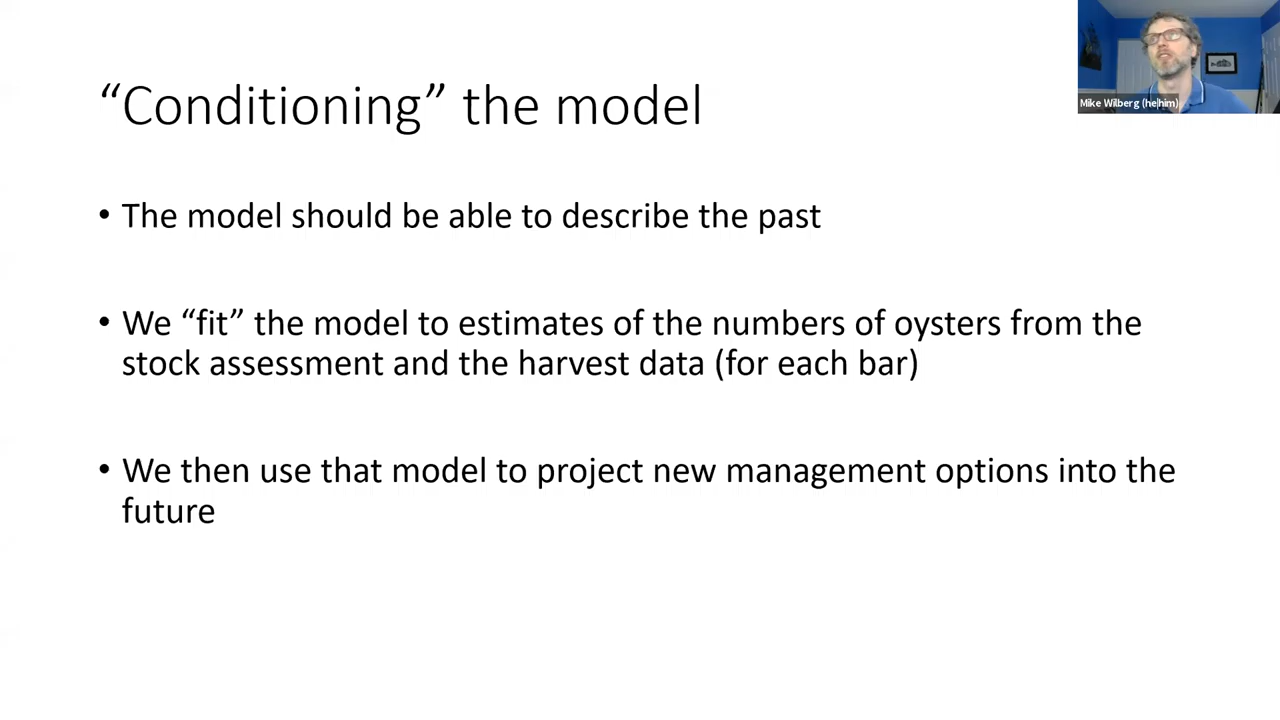 “Conditioning” the model
Mike Wilberg (he|him)
• The model should be able to describe the past
• We “fit” the model to estimates of the numbers of oysters from the
stock assessment and the harvest data (for each bar)
• We then use that model to project new management options into the
future